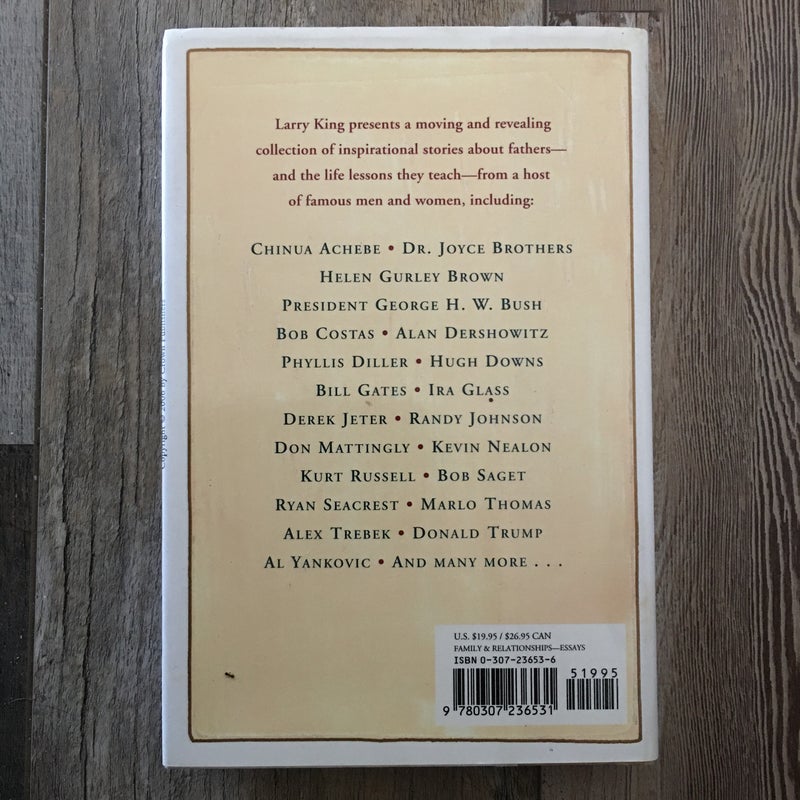 Larry King presents a moving and revealing
collection of inspirational stories about fathers—
and the life lessons they teach—from a host
of famous men and women, including:
CHINUA ACHEBE • DR. JOYCE BROTHERS
HELEN GURLEY BROWN
PRESIDENT GEORGE H. W. BUSH
BOB COSTAS • ALAN DERSHOWITZ
PHYLLIS DILLER • HUGH DOWNS
BILL GATES • IRA GLASS
DEREK JETER • RANDY JOHNSON
DON MATTINGLY • KEVIN NEALON
KURT RUSSELL • BOB SAGET
RYAN SEACREST • MARLO THOMAS
ALEX TREBEK • DONALD TRUMP
AL YANKOVIC • AND MANY MORE . . .
U.S. $19.95 / $26.95 CAN
FAMILY & RELATIONSHIPS—ESSAYS
ISBN 0-307-23653-6
51995
9 780307 236531